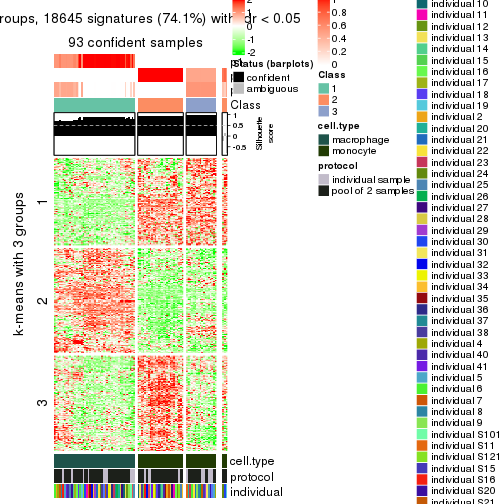 roups, 18645 signatures (74.1%) with fdr < 0.05
93 confident samples
2
1
0
-1
-2
0.8
0.6
0.4
0.2
0
Status (barplots)
confident
ambiguous
Class
1
0.5
0
-0.5
Silhouette
score
Class
1
2
3
cell.type
macrophage
monocyte
protocol
individual sample
pool of 2 samples
k-means with 3 groups
1
2
3
cell.type
protocol
individual
individual 10
individual 11
individual 12
individual 13
individual 14
individual 15
individual 16
individual 17
individual 18
individual 19
individual 2
individual 20
individual 21
individual 22
individual 23
individual 24
individual 25
individual 26
individual 27
individual 28
individual 29
individual 30
individual 31
individual 32
individual 33
individual 34
individual 35
individual 36
individual 37
individual 38
individual 4
individual 40
individual 41
individual 5
individual 6
individual 7
individual 8
individual 9
individual S101
individual S11
individual S121
individual S15
individual S16
individual S20
individual S21